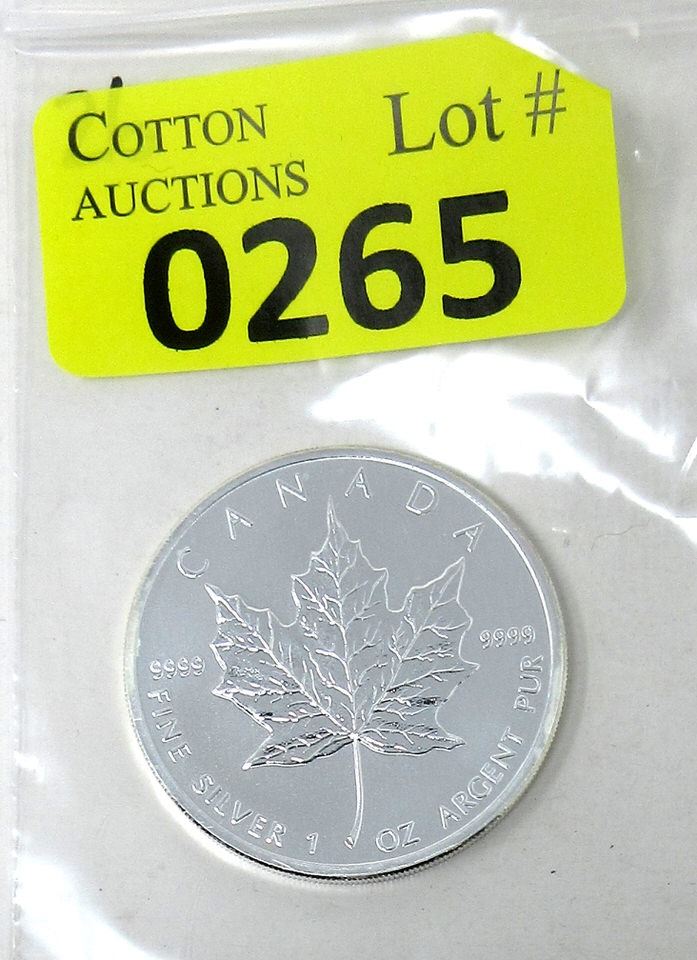 COTTON
AUCTIONS
Lot #
0265
CANADA
9999
9999
FINE SILVER 1 OZ ARGENT PUR